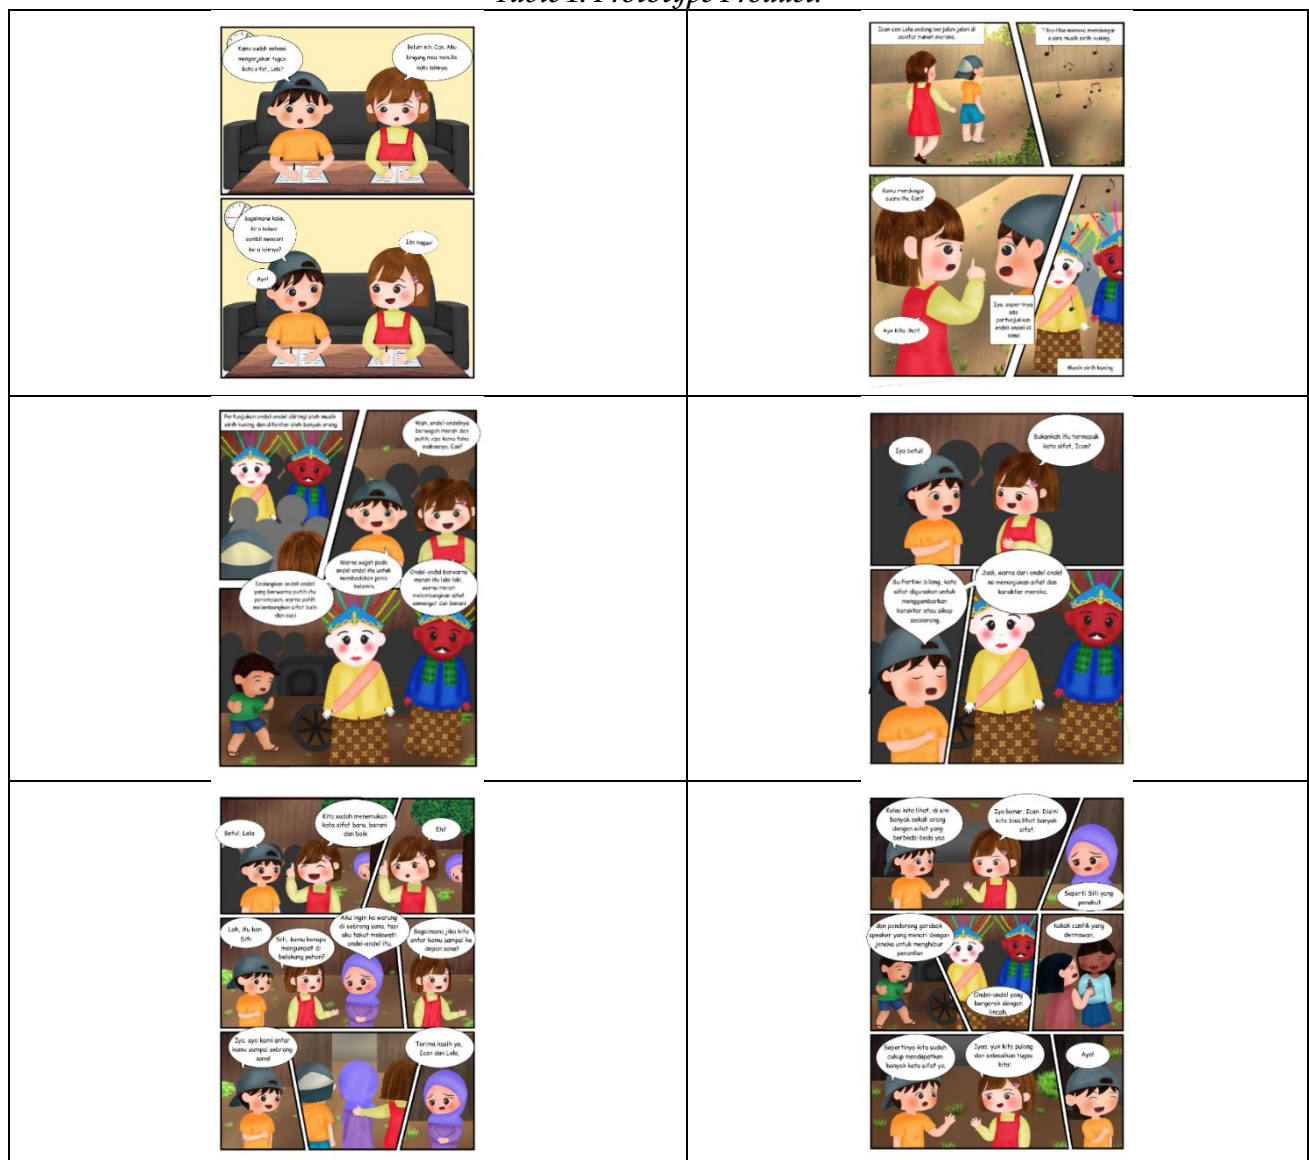 Table 1. Prototype Product.
Kamu sudah selesai
mengerjakan tugas
kata sifat, Lela?
Belum nih, Can. Aku
bingung mau menulis
kata lainnya.
Bagaimana kalau
kita keluar
sambil mencari
kata lainnya?
Ide bagus!
Ayo!
Ican dan Lela sedang berjalan jalan di
sekitar rumah mereka.
Tiba-tiba mereka mendengar
suara musik sirih kuning.
Kamu mendengar
suara itu, Can?
Iya, sepertinya
ada
pertunjukkan
ondel-ondel di
sana!
Ayo kita lihat!
Musik sirih kuning
Pertunjukan ondel-ondel diiringi oleh musik
sirih kuning dan ditonton oleh banyak orang
Wah, ondel-ondelnya
berwajah merah dan
putih, apa kamu tahu
maknanya, Can?
Warna wajah pada
ondel-ondel itu untuk
membedakan jenis
kelamin.
Ondel-ondel berwarna
merah itu laki laki,
warna merah
melambangkan sifat
semangat dan berani
Sedangkan ondel-ondel
yang berwarna putih itu
perempuan, warna putih
melambangkan sifat baik
dan suci
Bukankah itu termasuk
kata sifat, Ican?
Iya betul!
Bu Pertiwi bilang, kata
sifat digunakan untuk
menggambarkan
karakter atau sikap
seseorang.
Jadi, warna dari ondel ondel
ini menunjukan sifat dan
karakter mereka.
Betul, Lela
Kita sudah menemukan
kata sifat baru, berani
dan baik
Eh?
Loh, itu kan
Siti
Siti, kamu kenapa
mengumpat di
belakang pohon?
Aku ingin ke warung
di sebrang sana, tapi
aku takut melewati
ondel-ondel itu.
Bagaimana jika kita
antar kamu sampai ke
depan sana?
Iya, ayo kami antar
kamu sampai sebrang
sana!
Terima kasih ya,
Ican dan Lela.
Kalau kita lihat, di sini
banyak sekali orang
dengan sifat yang
berbeda-beda yaa
Iya benar, Ican. Disini
kita bisa lihat banyak
sifat.
Seperti Siti yang
penakut
dan pendorong gerobak
speaker yang menari dengan
jenaka untuk menghibur
penonton
Ondel-ondel yang
bergerak dengan
lincah,
kakak cantik yang
dermawan,
Sepertinya kita sudah
cukup mendapatkan
banyak kata sifat ya.
Iyaa, yuk kita pulang
dan selesaikan tugas
kita!
Ayo!